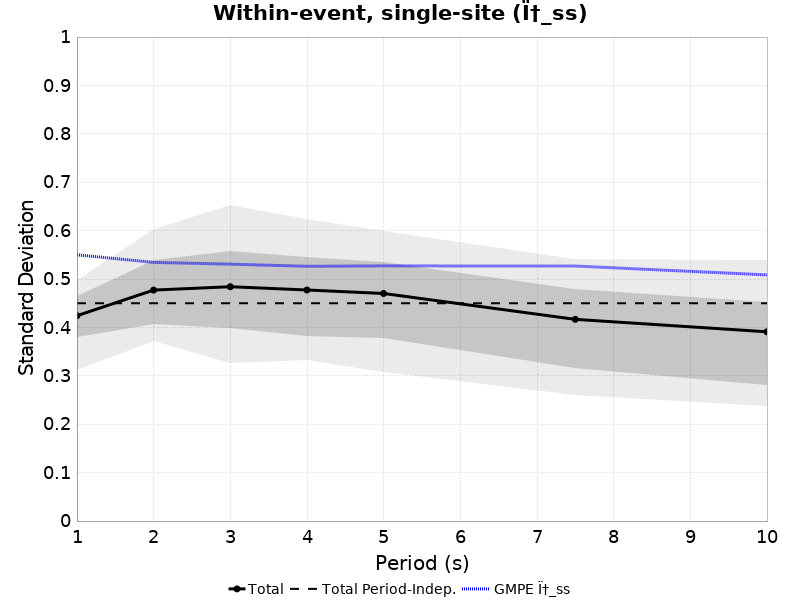 Within-event, single-site (Ï†_ss)
Standard Deviation
1
0.9
0.8
0.7
0.6
0.5
0.4
0.3
0.2
0.1
0
1 2 3 4 5 6 7 8 9 10
Period (s)
Total Total Period-Indep. GMPE Ï†_ss